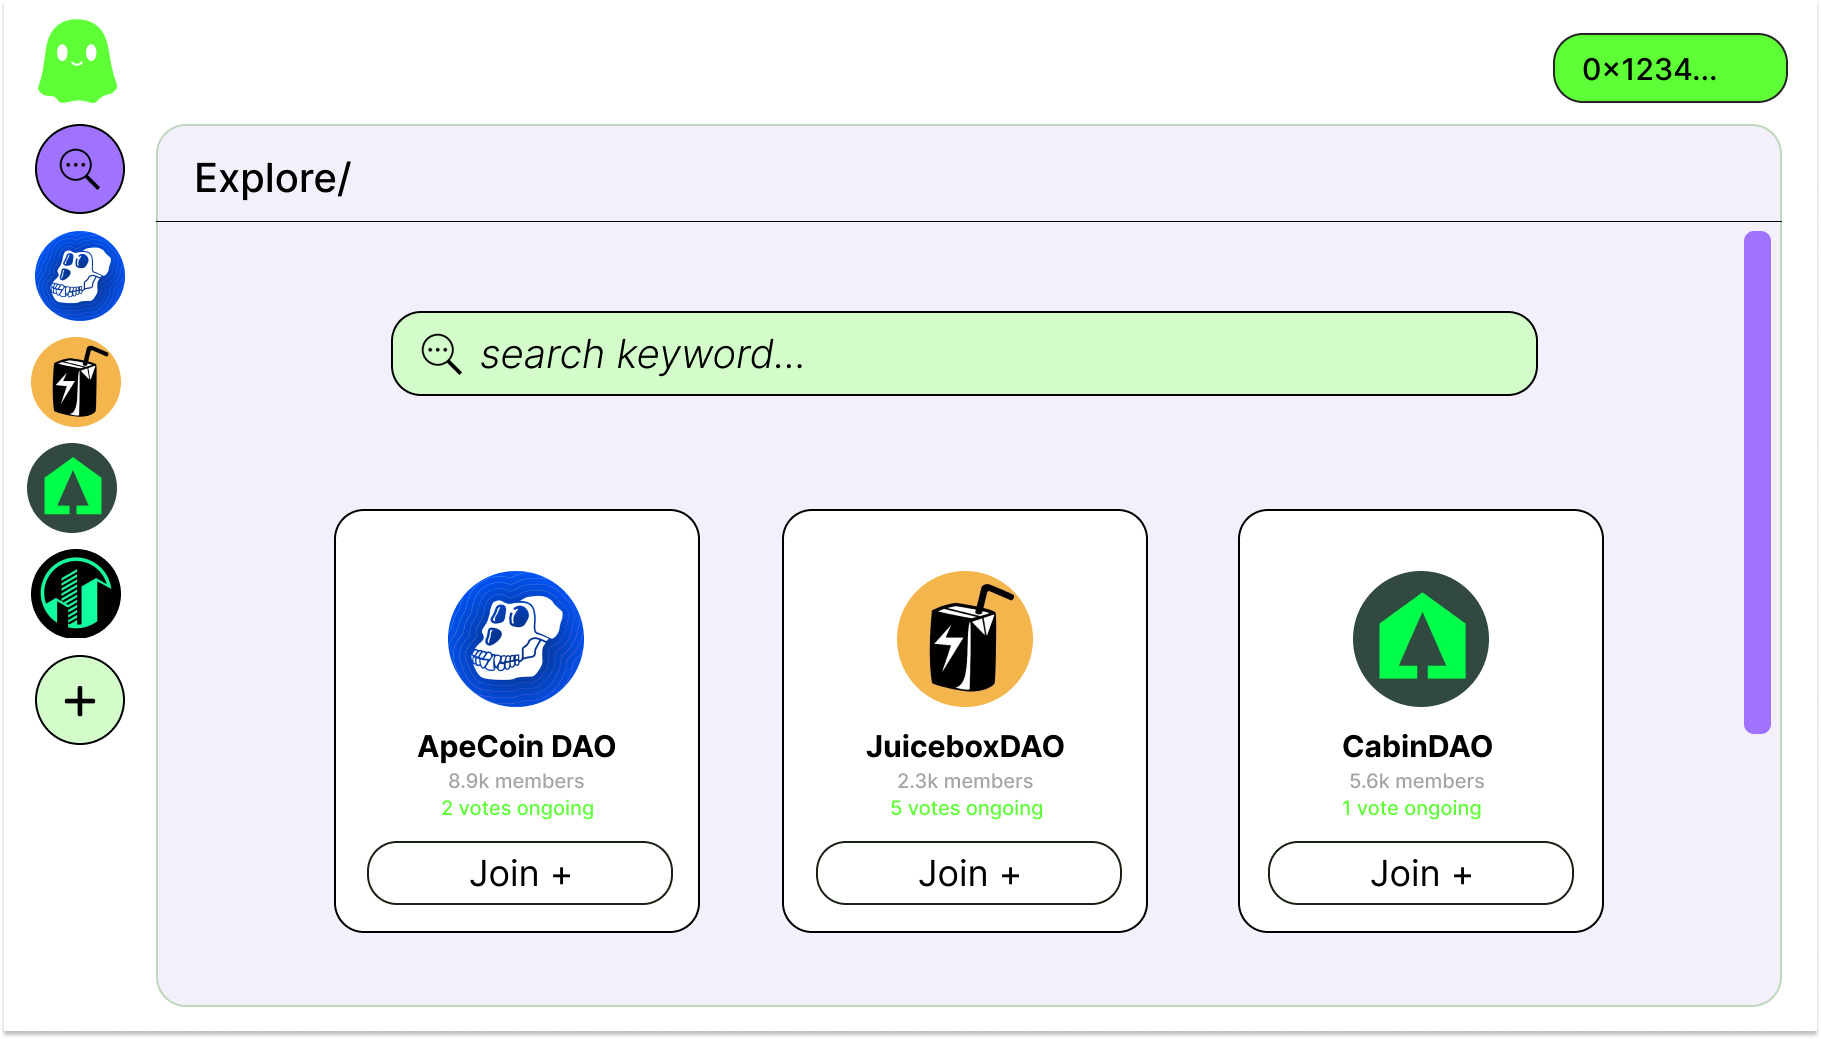 0×1234...
Explore/
search keyword...
ApeCoin DAO
8.9k members
2 votes ongoing
Join +
JuiceboxDAO
2.3k members
5 votes ongoing
Join +
CabinDAO
5.6k members
1 vote ongoing
Join +